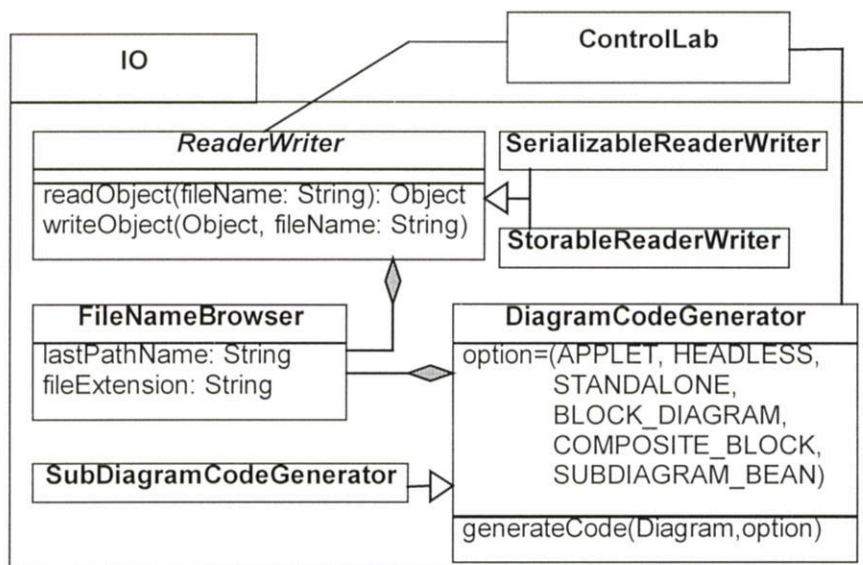 IO
ControlLab
ReaderWriter
readObject(fileName: String): Object
writeObject(Object, fileName: String)
SerializableReaderWriter
StorableReaderWriter
FileNameBrowser
lastPathName: String
fileExtension: String
DiagramCodeGenerator
option=(APPLET, HEADLESS,
STANDALONE,
BLOCK_DIAGRAM,
COMPOSITE_BLOCK,
SUBDIAGRAM_BEAN)
generateCode(Diagram,option)
SubDiagramCodeGenerator